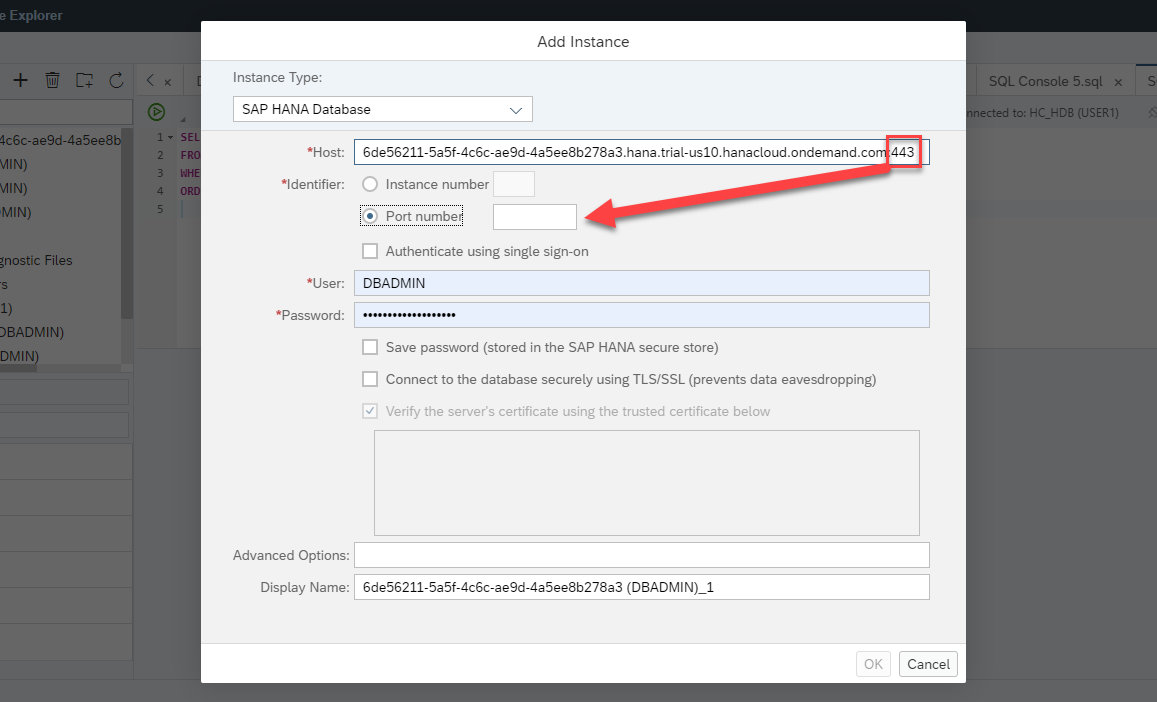 e Explorer
Add Instance
Instance Type:
SAP HANA Database
SQL Console 5.sql
nnected to: HC_HDB (USER1)
4c6c-ae9d-4a5ee8b
MIN)
MIN)
MIN)
gnostic Files
rs
1)
DBADMIN)
DMIN)
1 SEL
2 FRO
3 WHE
4 ORD
5
*Host: 6de56211-5a5f-4c6c-ae9d-4a5ee8b278a3.hana.trial-us10.hanacloud.ondemand.com:443
*Identifier: Instance number
Port number
Authenticate using single sign-on
*User: DBADMIN
*Password: •••••••••••••••••••
Save password (stored in the SAP HANA secure store)
Connect to the database securely using TLS/SSL (prevents data eavesdropping)
Verify the server's certificate using the trusted certificate below
Advanced Options:
Display Name: 6de56211-5a5f-4c6c-ae9d-4a5ee8b278a3 (DBADMIN)_1
OK Cancel